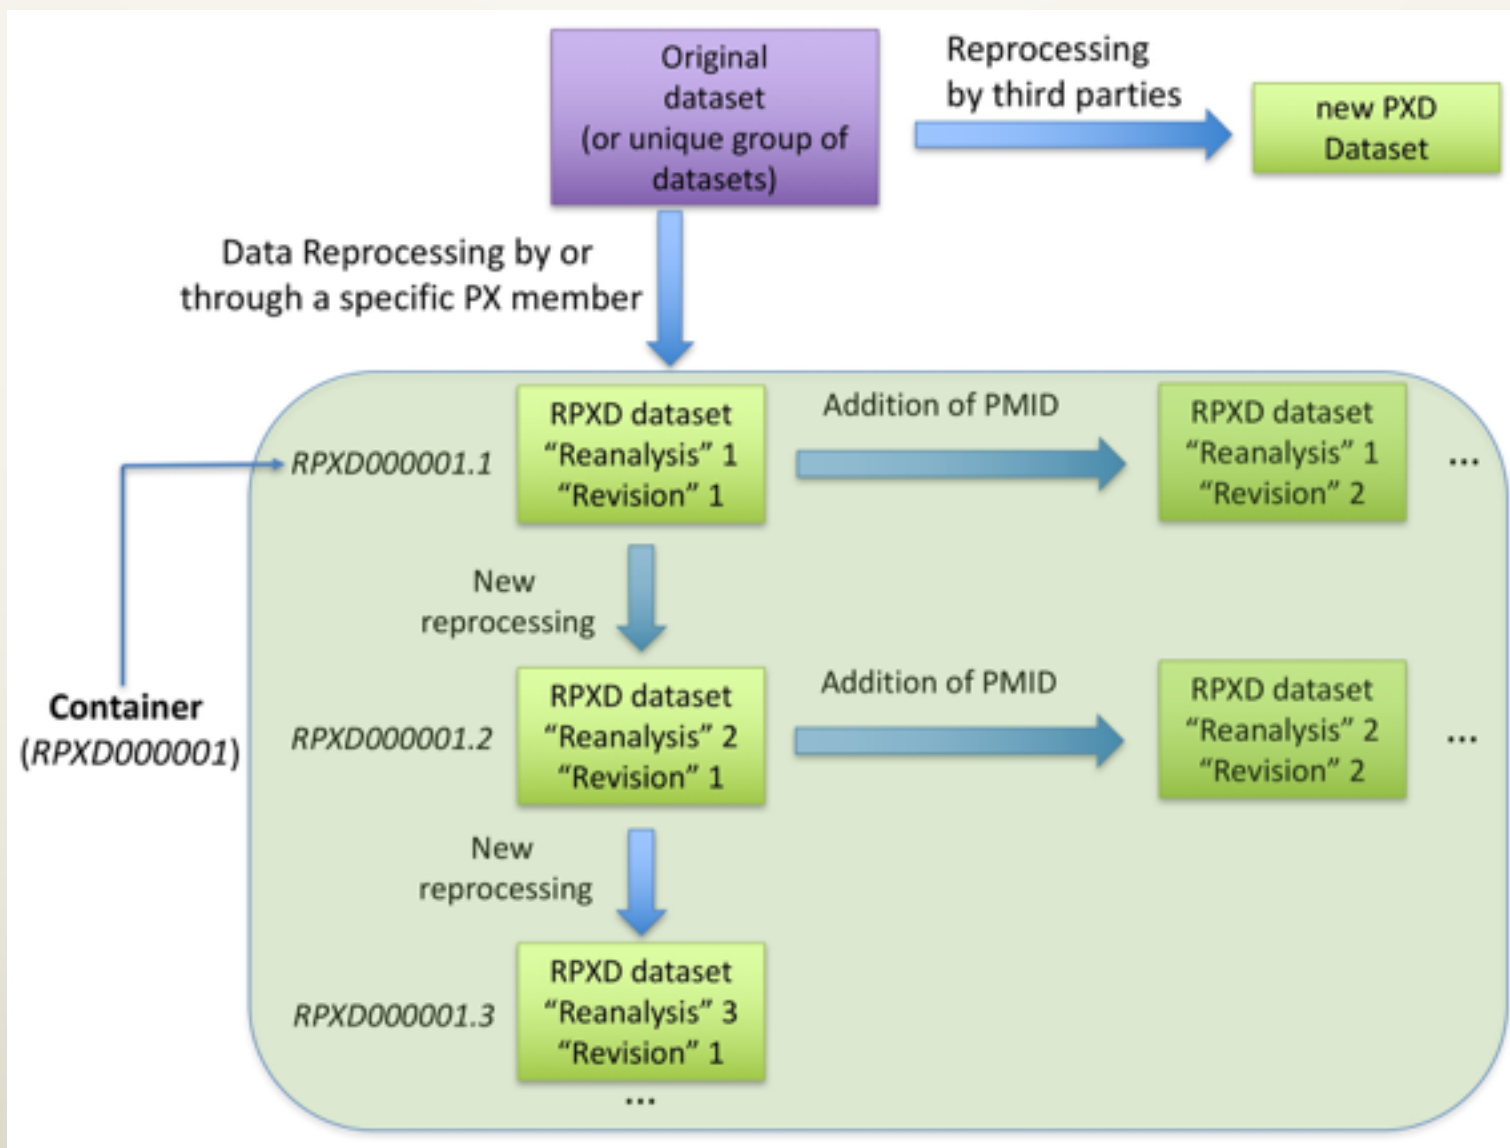 Original
dataset
(or unique group of
datasets)
Reprocessing
by third parties
new PXD
Dataset
Data Reprocessing by or
through a specific PX member
RPXD000001.1
RPXD dataset
“Reanalysis” 1
“Revision” 1
Addition of PMID
RPXD dataset
“Reanalysis” 1
“Revision” 2
...
New
reprocessing
Container
(RPXD000001)
RPXD000001.2
RPXD dataset
“Reanalysis” 2
“Revision” 1
Addition of PMID
RPXD dataset
“Reanalysis” 2
“Revision” 2
...
New
reprocessing
RPXD000001.3
RPXD dataset
“Reanalysis” 3
“Revision” 1
...